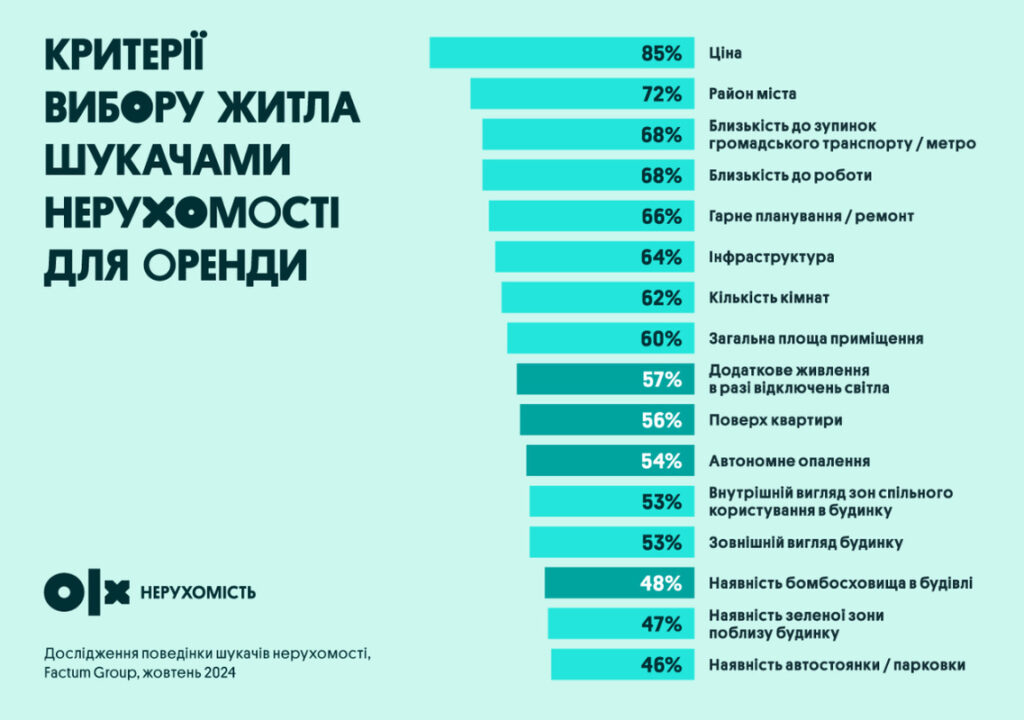 КРИТЕРІЇ
ВИБОРУ ЖИТЛА
ШУКАЧАМИ
НЕРУХОМОСТІ
ДЛЯ ОРЕНДИ
85% Ціна
72% Район міста
68% Близькість до зупинок
громадського транспорту / метро
68% Близькість до роботи
66% Гарне планування / ремонт
64% Інфраструктура
62% Кількість кімнат
60% Загальна площа приміщення
57% Додаткове живлення
в разі відключень світла
56% Поверх квартири
54% Автономне опалення
53% Внутрішній вигляд зон спільного
користування в будинку
53% Зовнішній вигляд будинку
48% Наявність бомбосховища в будівлі
47% Наявність зеленої зони
поблизу будинку
46% Наявність автостоянки / парковки
olx НЕРУХОМІСТЬ
Дослідження поведінки шукачів нерухомості,
Factum Group, жовтень 2024